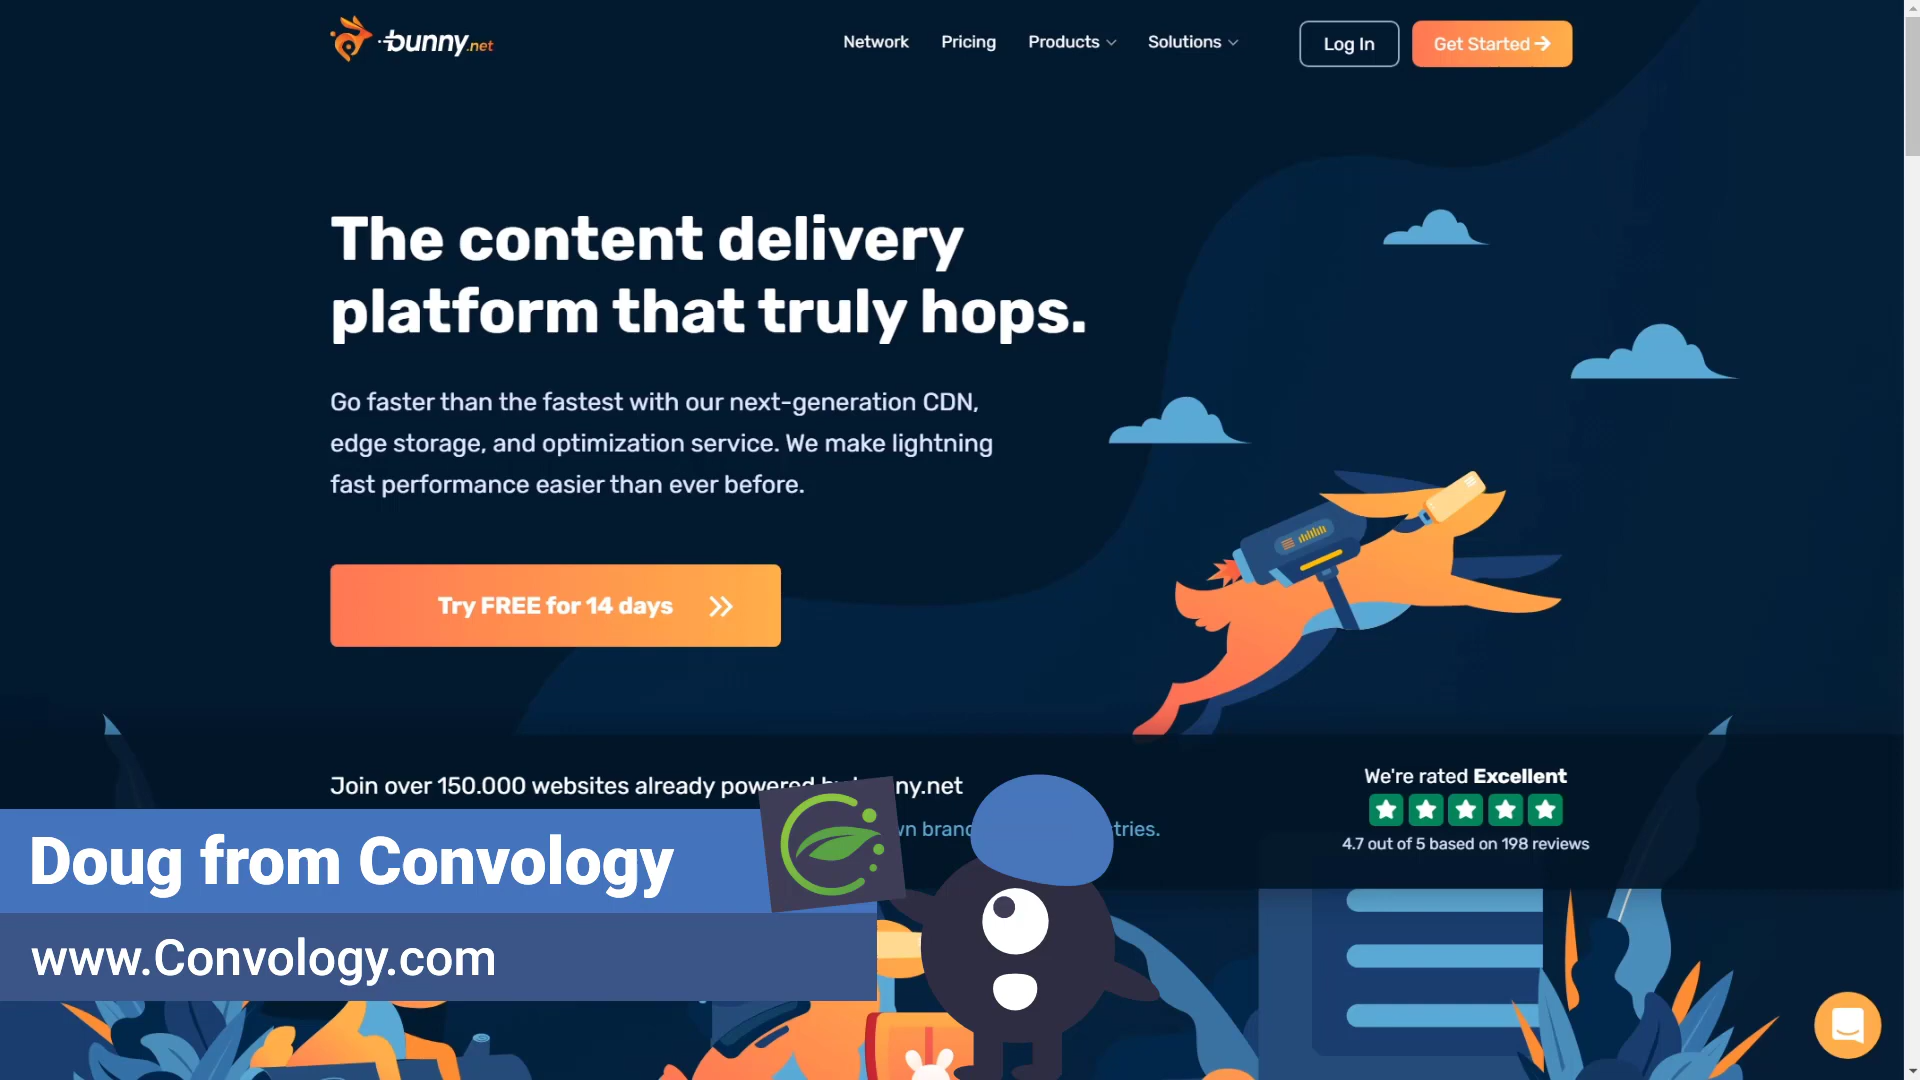 bunny.net
Network
Pricing
Products
Solutions
Log In
Get Started
The content delivery
platform that truly hops.
Go faster than the fastest with our next-generation CDN,
edge storage, and optimization service. We make lightning
fast performance easier than ever before.
Try FREE for 14 days
Join over 150.000 websites already powered
We're rated Excellent
4.7 out of 5 based on 198 reviews
Doug from Convology
www.Convology.com